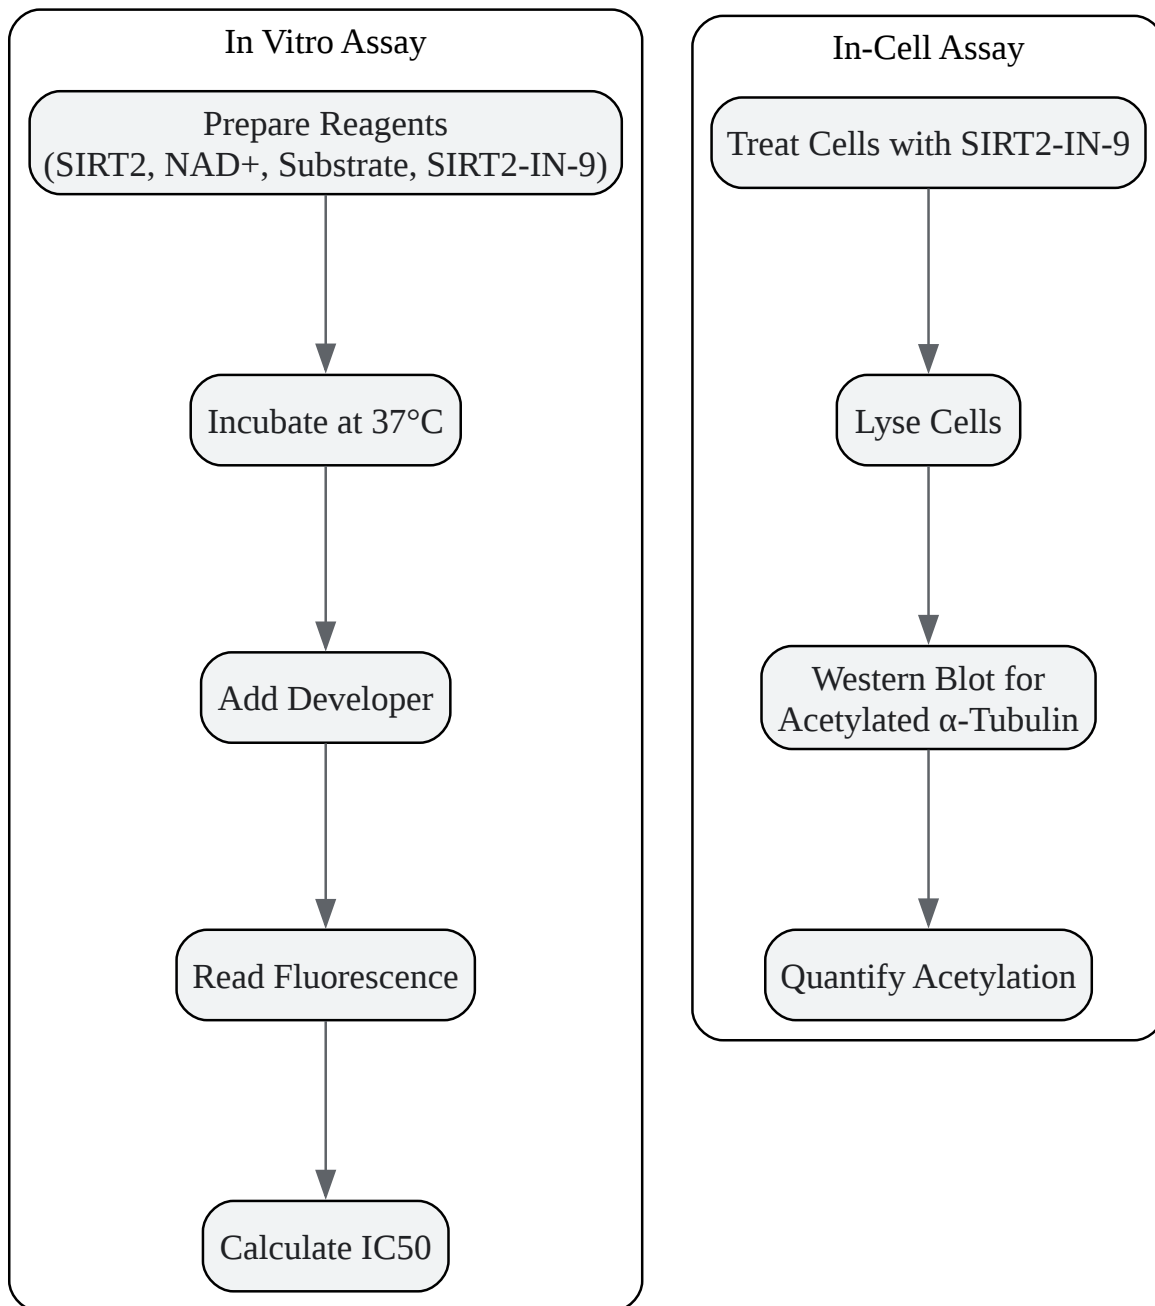 In Vitro Assay
Prepare Reagents
(SIRT2, NAD+, Substrate, SIRT2-IN-9)
Incubate at 37°C
Add Developer
Read Fluorescence
Calculate IC50
In-Cell Assay
Treat Cells with SIRT2-IN-9
Lyse Cells
Western Blot for
Acetylated α-Tubulin
Quantify Acetylation